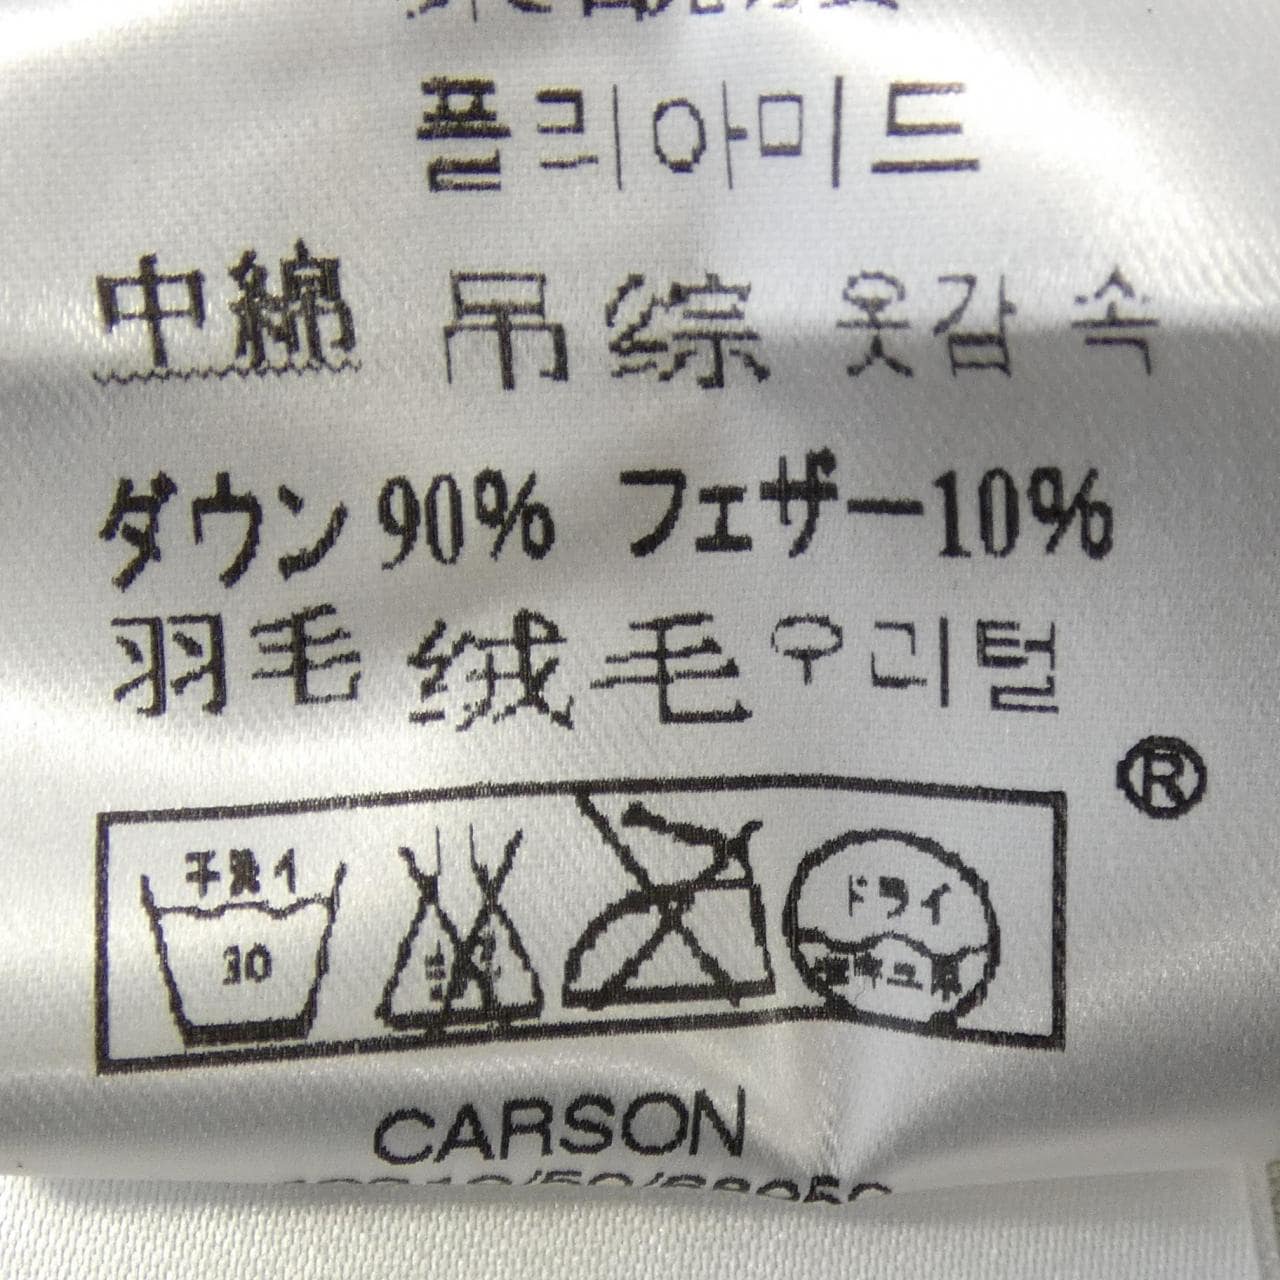 폴리아미드
中綿 吊综 옷감 속
ダウン90% フェザー10%
羽毛 绒毛 우리털
®
手洗イ
30
ドライ
CARSON